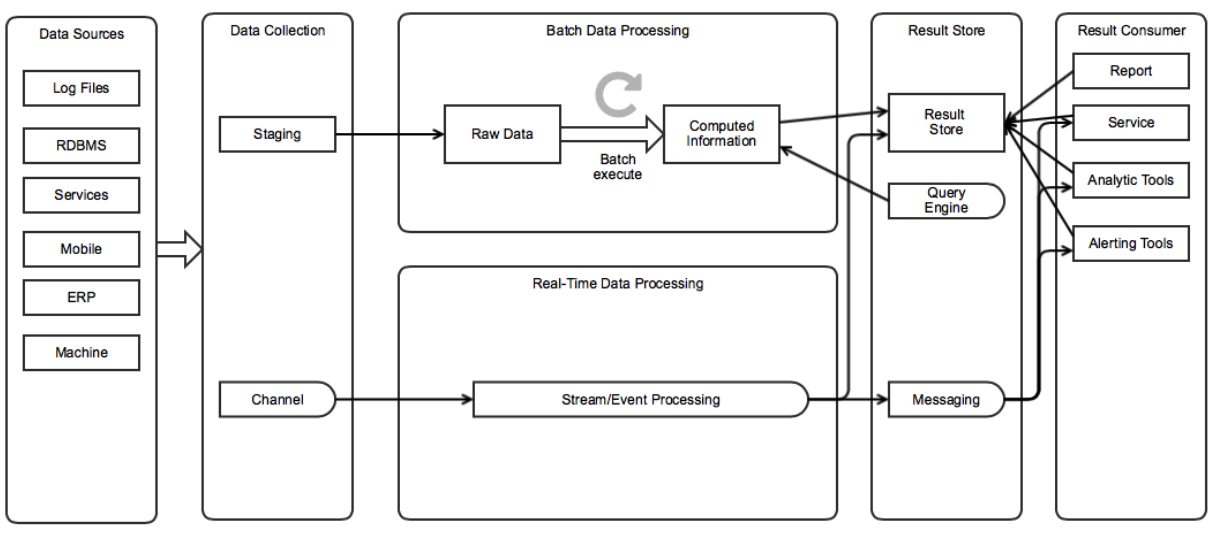 Data Sources
Log Files
RDBMS
Services
Mobile
ERP
Machine
Data Collection
Staging
Channel
Batch Data Processing
Raw Data
Batch
execute
Computed
Information
Real-Time Data Processing
Stream/Event Processing
Result Store
Result
Store
Query
Engine
Messaging
Result Consumer
Report
Service
Analytic Tools
Alerting Tools